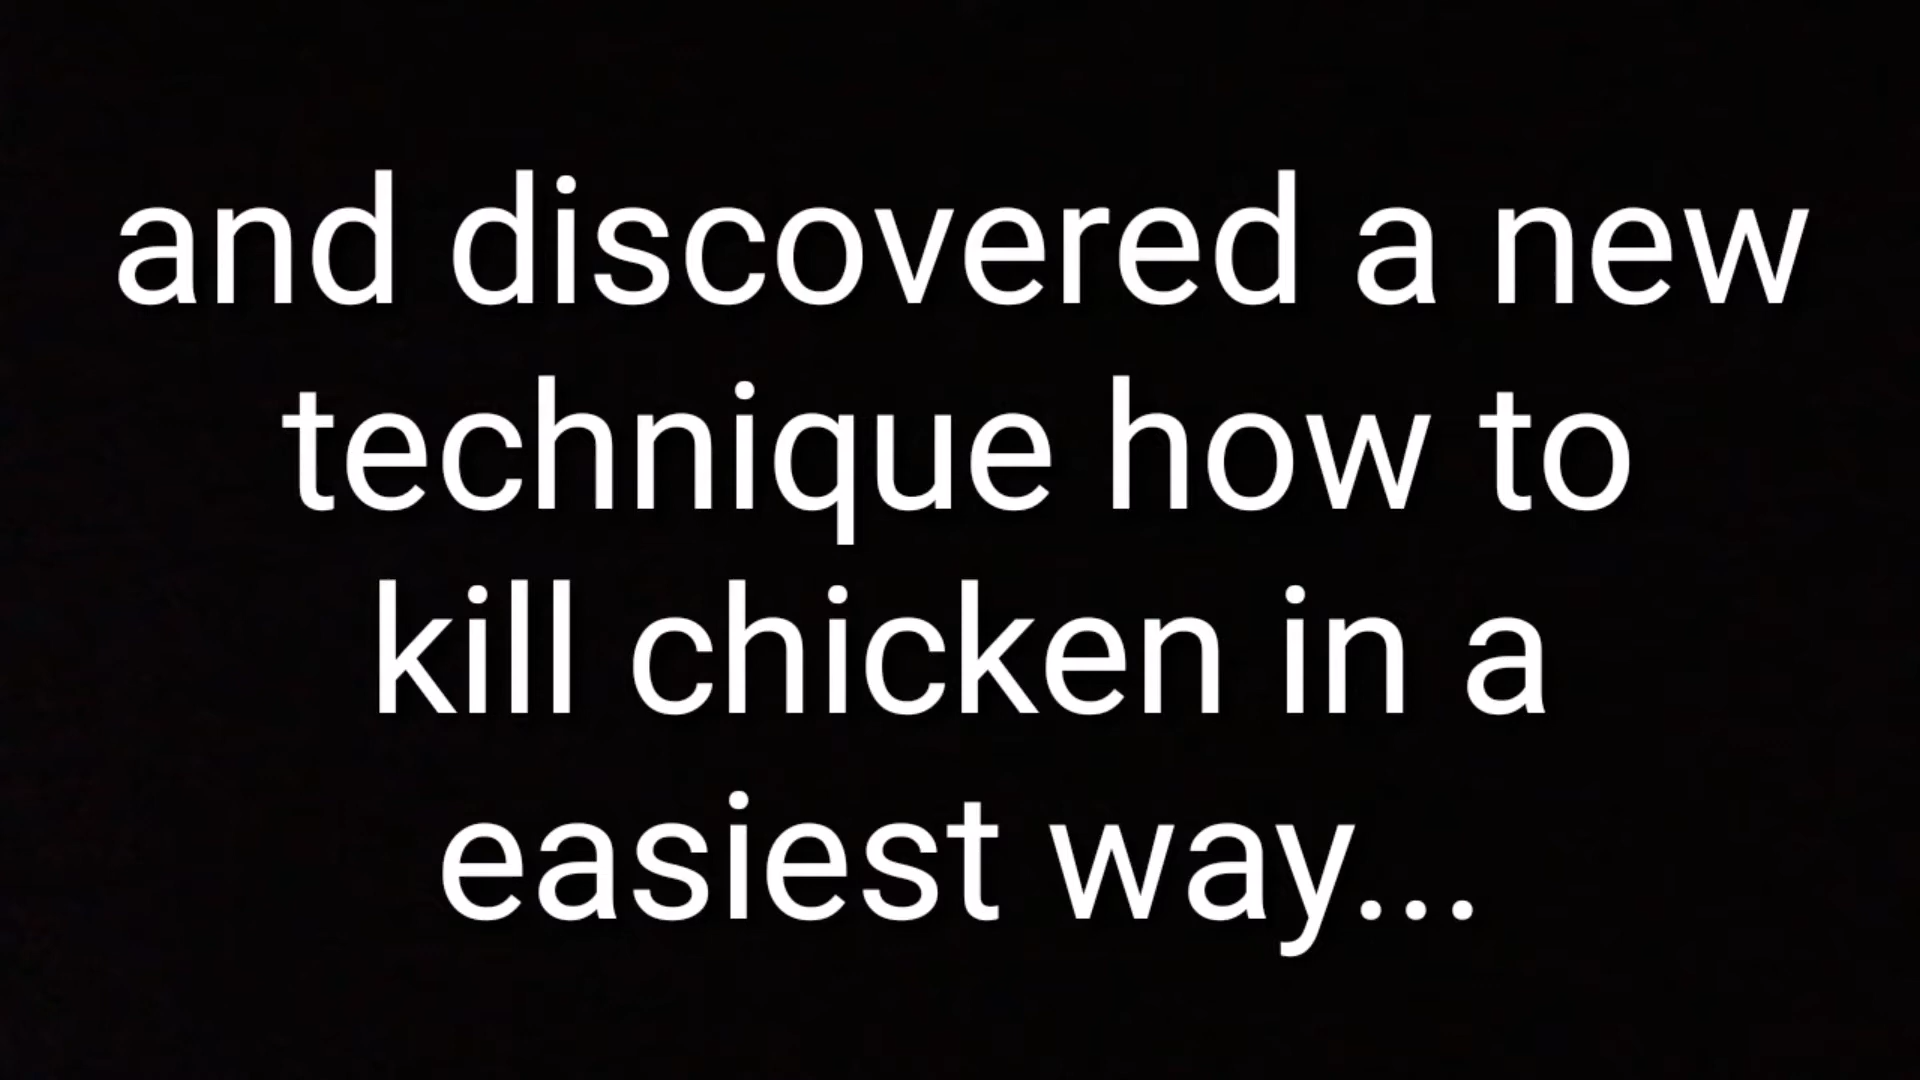 and discovered a new
technique how to
kill chicken in a
easiest way...